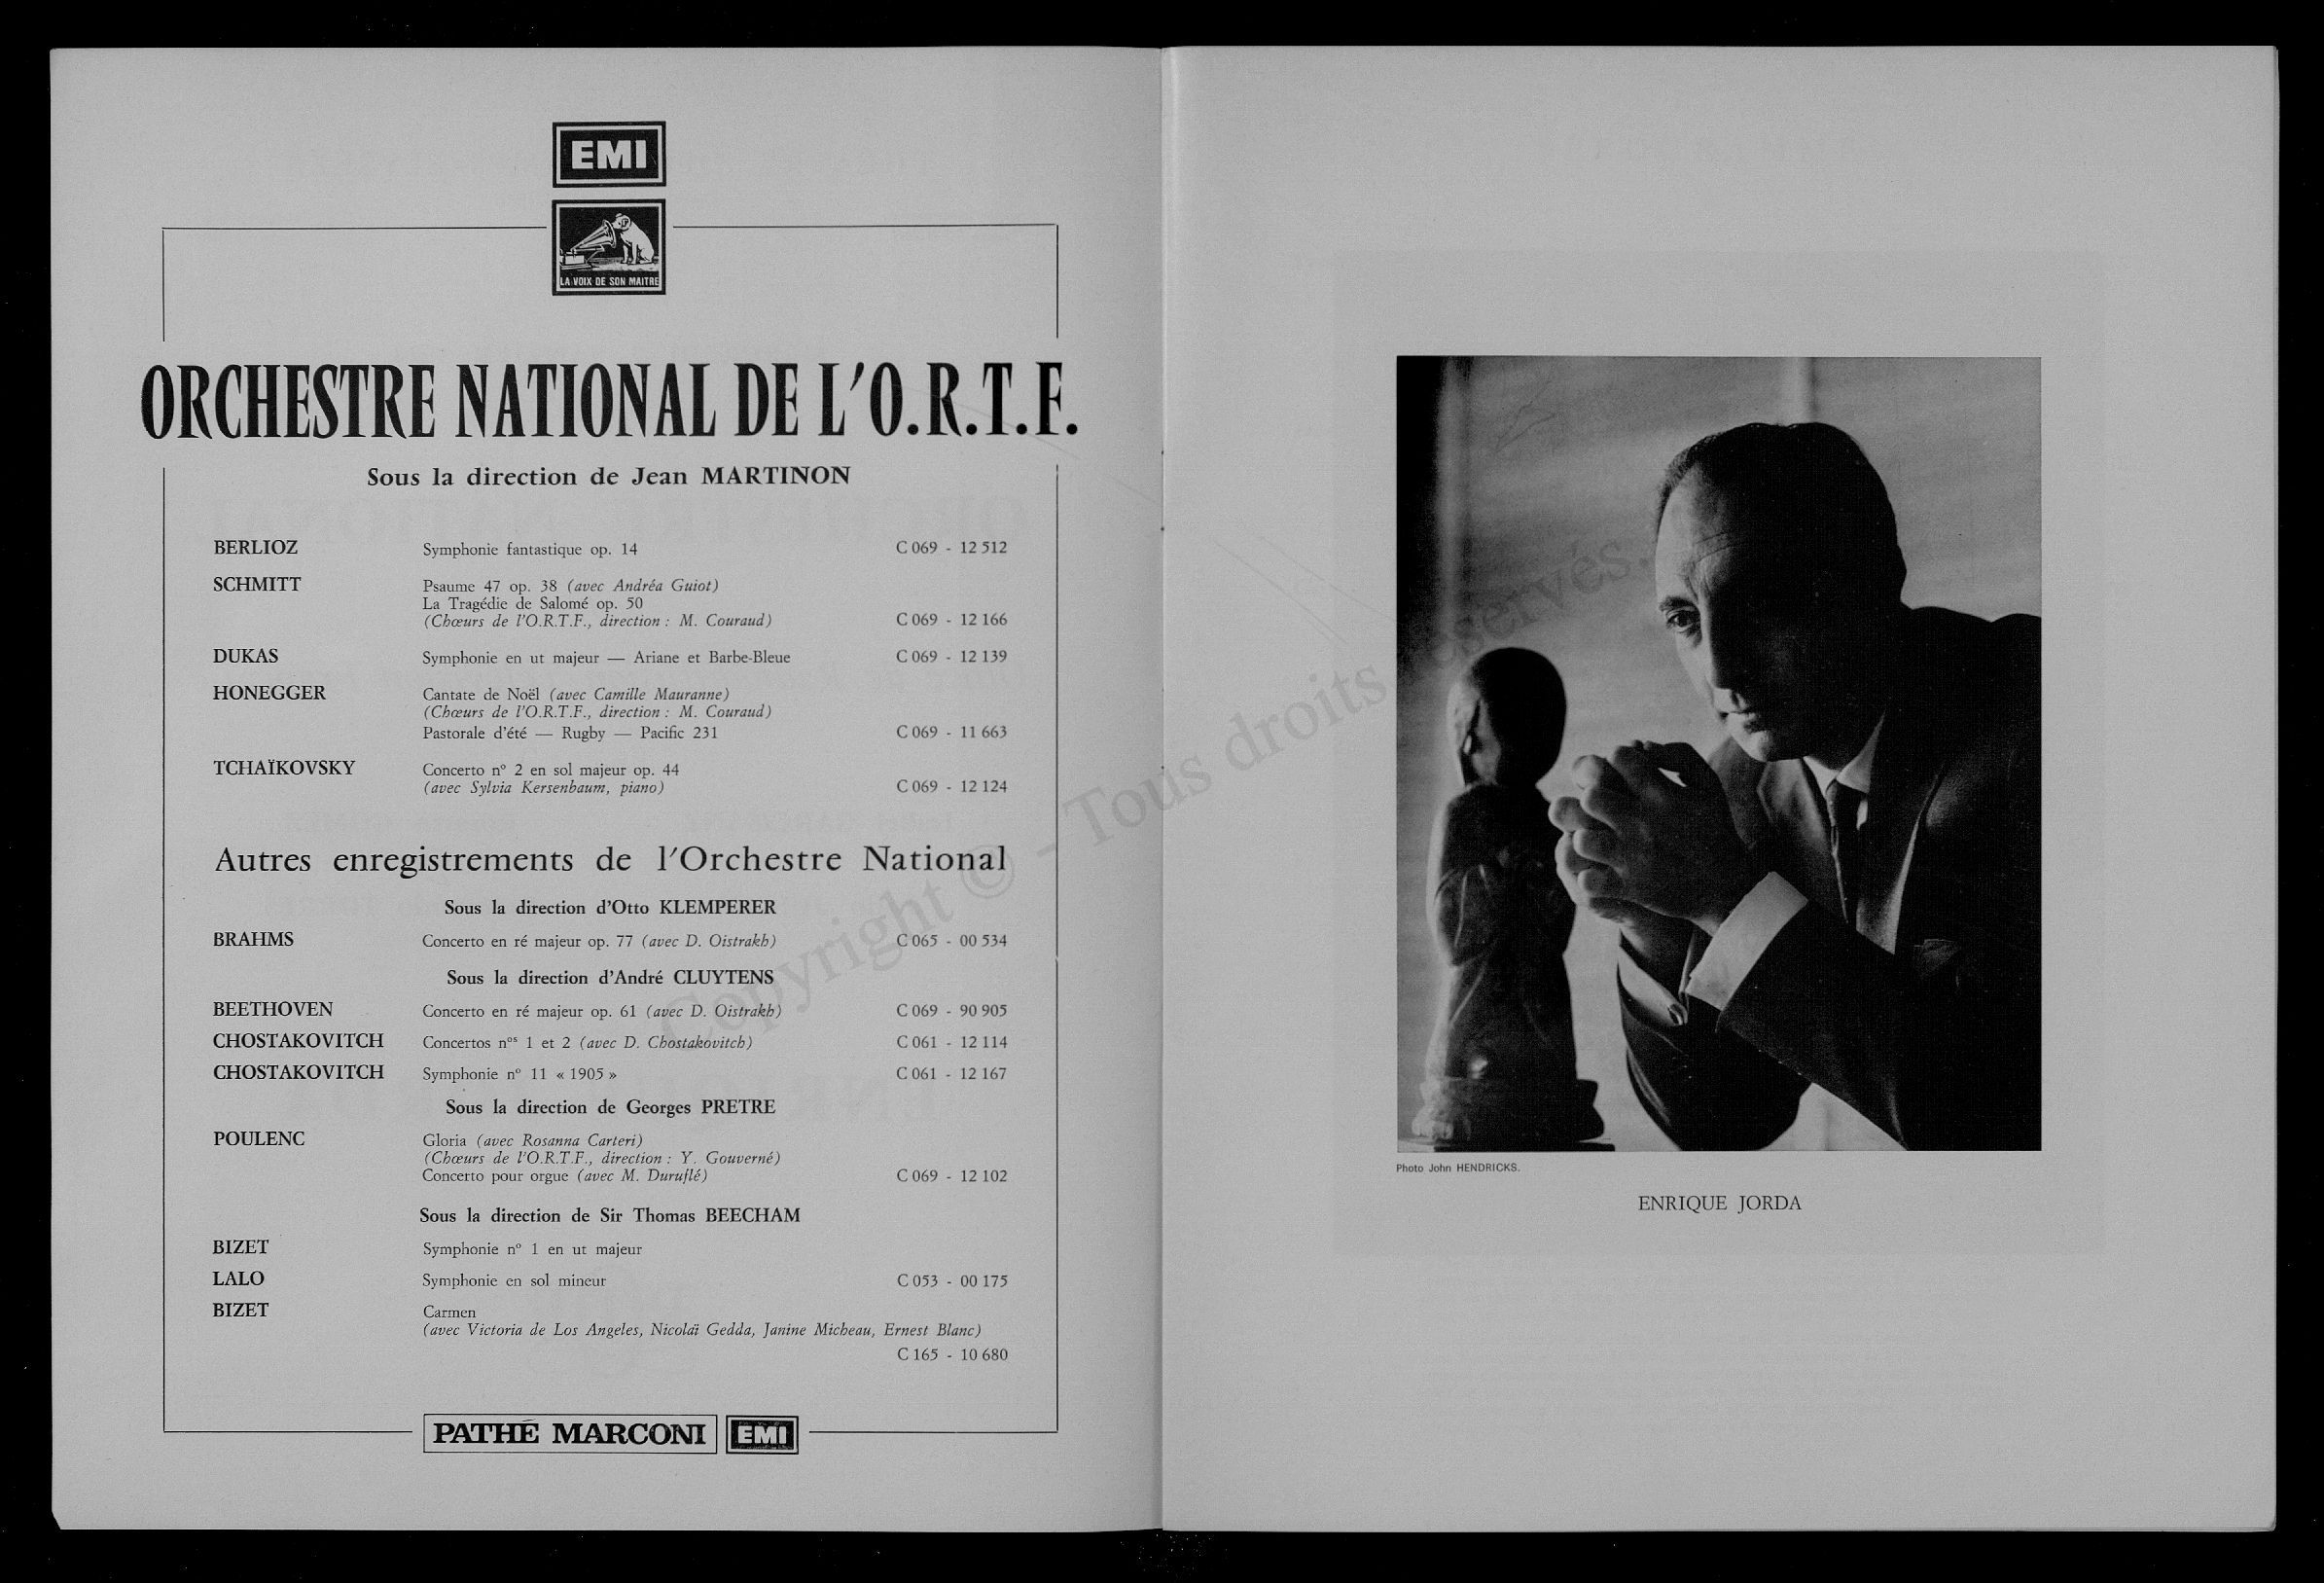 EMI
LA VOIX DE SON MAITRE
ORCHESTRE NATIONAL DE L'O.R.T.F.
Sous la direction de Jean MARTINON
BERLIOZ Symphonie fantastique op. 14 C 069 - 12 512
SCHMITT Psaume 47 op. 38 (avec Andréa Guiot)
La Tragédie de Salomé op. 50
(Chœurs de l'O.R.T.F., direction : M. Couraud) C 069 - 12 166
DUKAS Symphonie en ut majeur — Ariane et Barbe-Bleue C 069 - 12 139
HONEGGER Cantate de Noël (avec Camille Mauranne)
(Chœurs de l'O.R.T.F., direction : M. Couraud)
Pastorale d'été — Rugby — Pacific 231 C 069 - 11 663
TCHAÏKOVSKY Concerto n° 2 en sol majeur op. 44
(avec Sylvia Kersenbaum, piano) C 069 - 12 124
Autres enregistrements de l'Orchestre National
Sous la direction d'Otto KLEMPERER
BRAHMS Concerto en ré majeur op. 77 (avec D. Oistrakh) C 065 - 00 534
Sous la direction d'André CLUYTENS
BEETHOVEN Concerto en ré majeur op. 61 (avec D. Oistrakh) C 069 - 90 905
CHOSTAKOVITCH Concertos nos 1 et 2 (avec D. Chostakovitch) C 061 - 12 114
CHOSTAKOVITCH Symphonie n° 11 « 1905 » C 061 - 12 167
Sous la direction de Georges PRETRE
POULENC Gloria (avec Rosanna Carteri)
(Chœurs de l'O.R.T.F., direction : Y. Gouverné)
Concerto pour orgue (avec M. Duruflé) C 069 - 12 102
Sous la direction de Sir Thomas BEECHAM
BIZET Symphonie n° 1 en ut majeur
LALO Symphonie en sol mineur C 053 - 00 175
BIZET Carmen
(avec Victoria de Los Angeles, Nicolaï Gedda, Janine Micheau, Ernest Blanc)
C 165 - 10 680
PATHÉ MARCONI EMI
Photo John HENDRICKS.
ENRIQUE JORDA
Copyright © - Tous droits réservés.